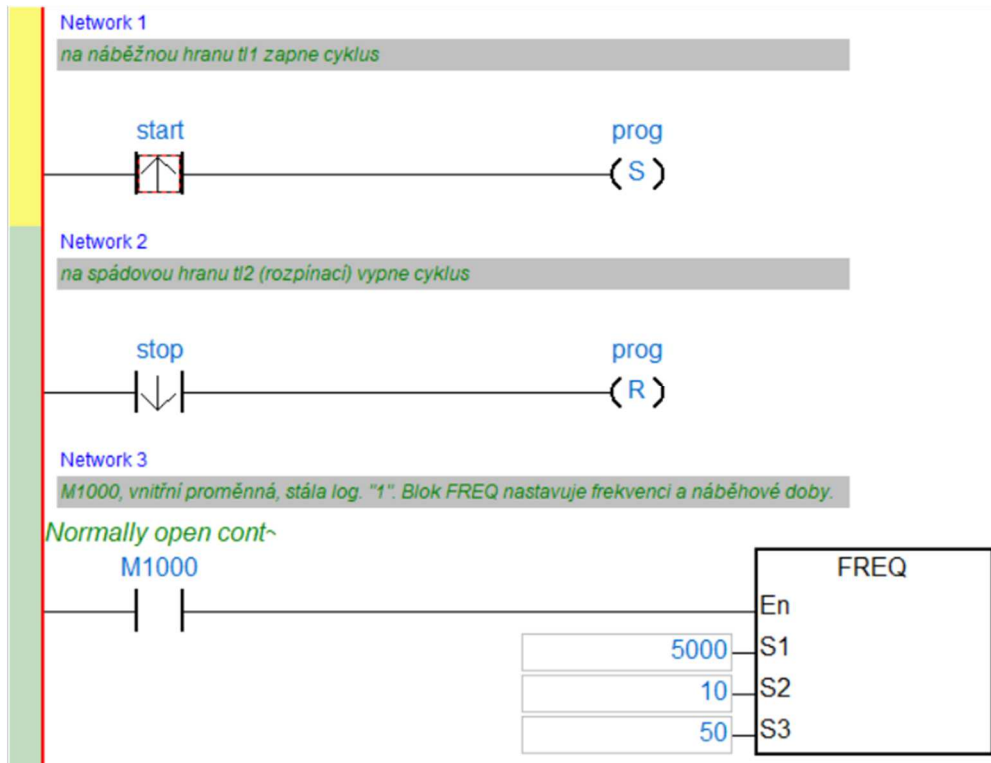 Network 1
na náběžnou hranu tl1 zapne cyklus
start prog
( S )
Network 2
na spádovou hranu tl2 (rozpínací) vypne cyklus
stop prog
( R )
Network 3
M1000, vnitřní proměnná, stála log. "1". Blok FREQ nastavuje frekvenci a náběhové doby.
Normally open cont~
M1000 FREQ
En
5000 S1
10 S2
50 S3